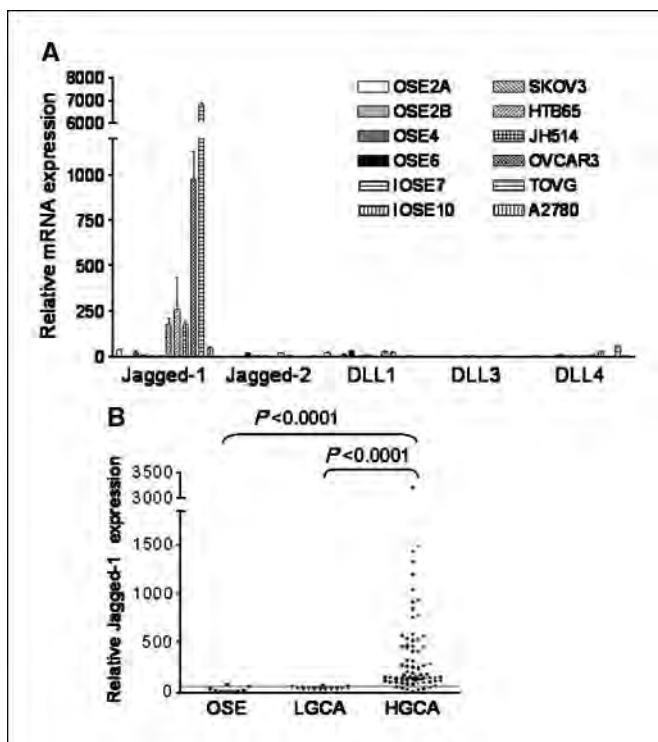 A
8000
7000
6000
1000
750
500
250
0
Relative mRNA expression
OSE2A
OSE2B
OSE4
OSE6
IOSE7
IOSE10
SKOV3
HTB65
JH514
OVCAR3
TOVG
A2780
Jagged-1 Jagged-2 DLL1 DLL3 DLL4
B
P<0.0001
P<0.0001
3500
3000
1500
1000
500
0
Relative Jagged-1 expression
OSE LGCA HGCA